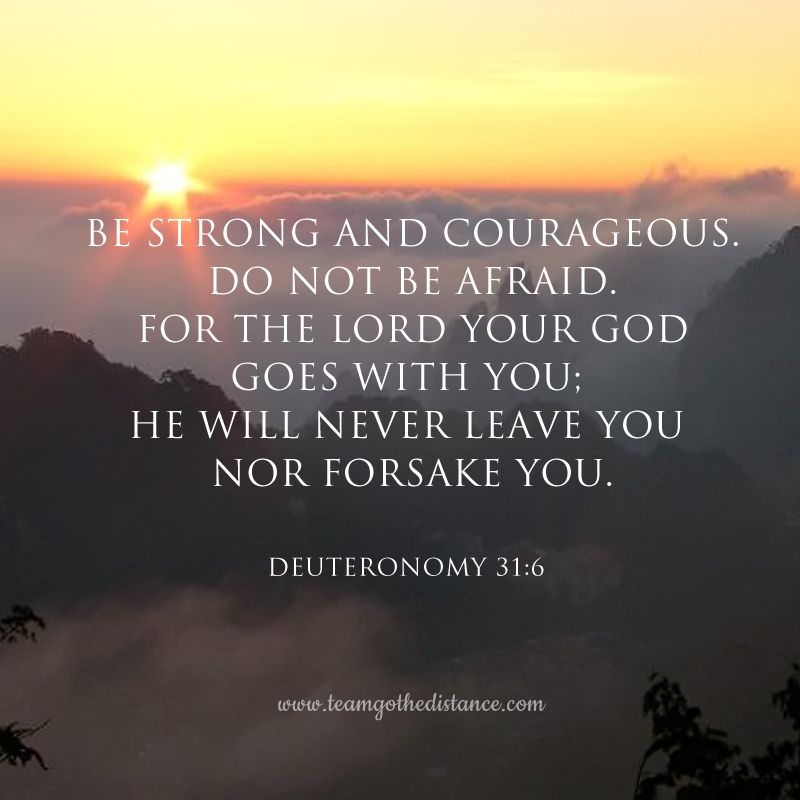 BE STRONG AND COURAGEOUS.
DO NOT BE AFRAID.
FOR THE LORD YOUR GOD
GOES WITH YOU;
HE WILL NEVER LEAVE YOU
NOR FORSAKE YOU.
DEUTERONOMY 31:6
www.teamgothedistance.com